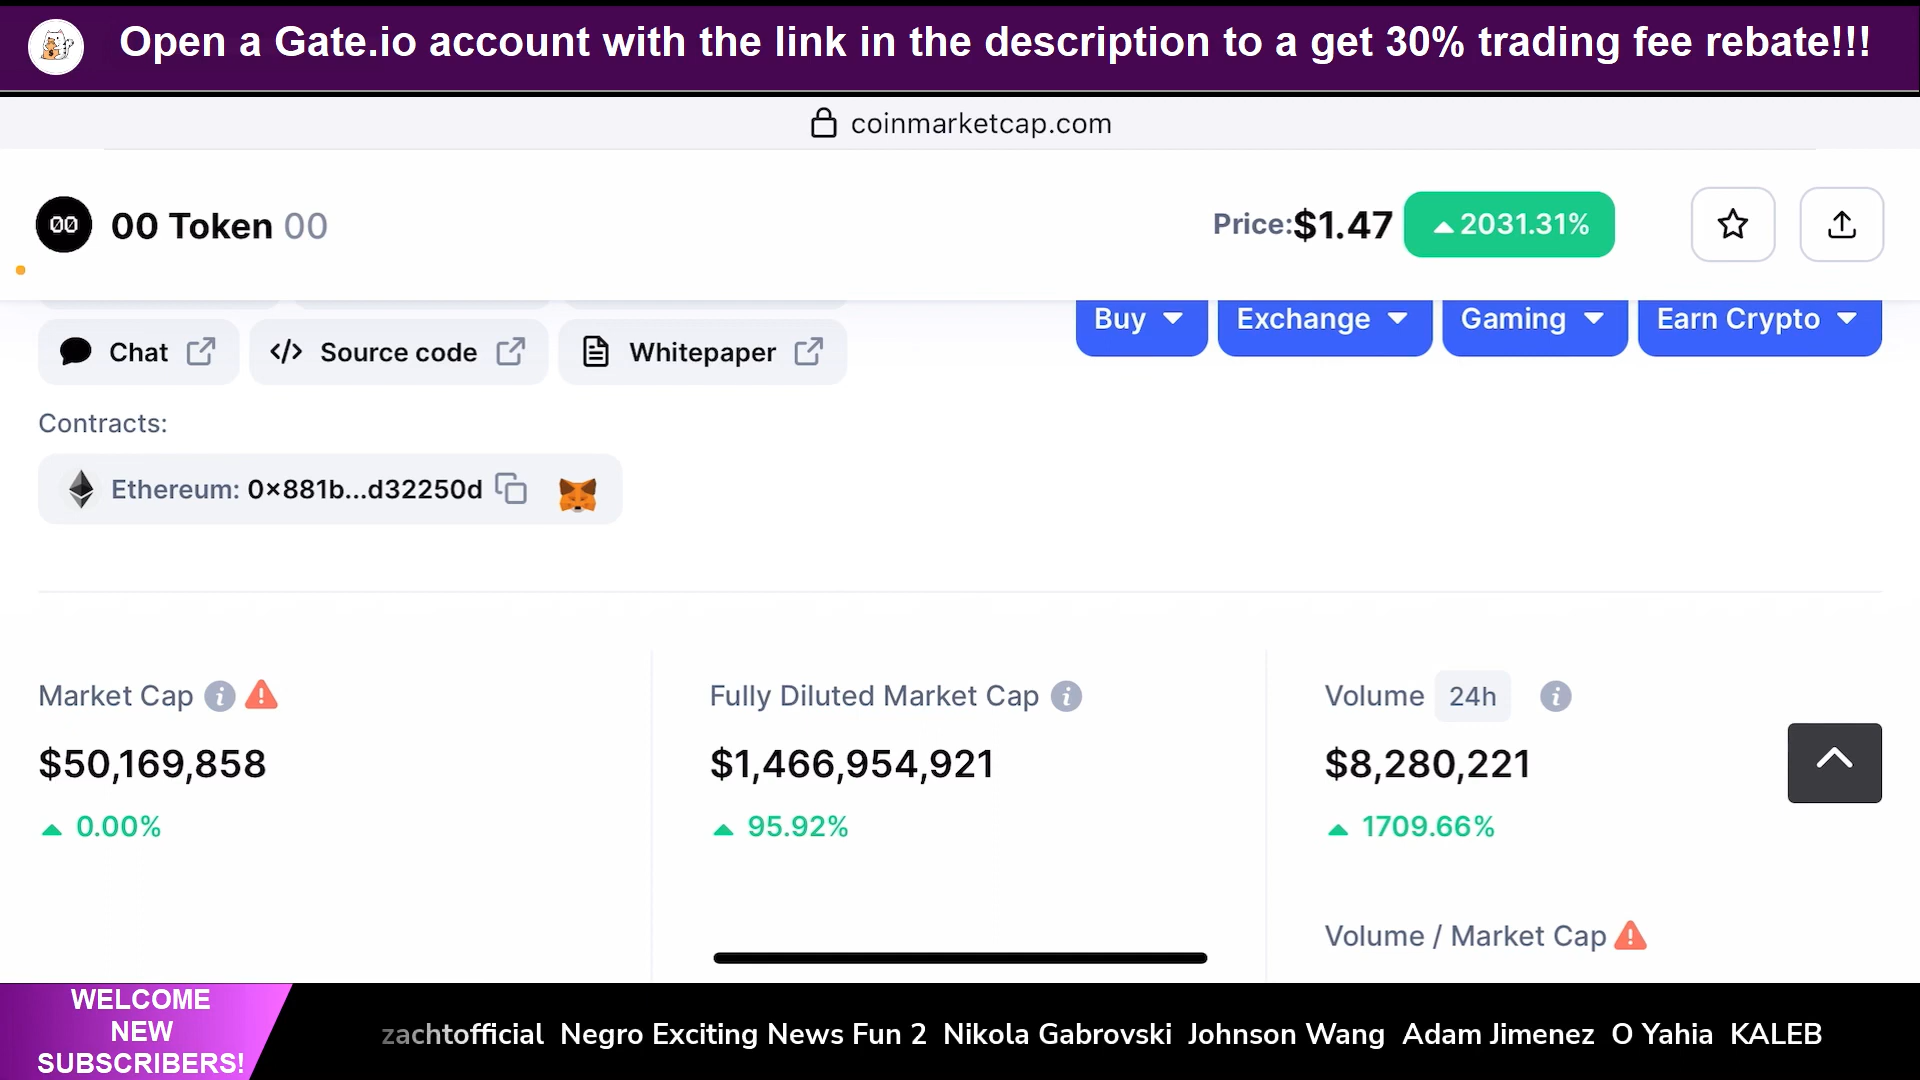 Open a Gate.io account with the link in the description to a get 30% trading fee rebate!!!
coinmarketcap.com
00 00 Token 00
Price:$1.47 2031.31%
Buy Exchange Gaming Earn Crypto
Chat Source code Whitepaper
Contracts:
Ethereum: 0x881b...d32250d
Market Cap
$50,169,858
0.00%
Fully Diluted Market Cap
$1,466,954,921
95.92%
Volume 24h
$8,280,221
1709.66%
Volume / Market Cap
WELCOME
NEW
SUBSCRIBERS!
zachtofficial Negro Exciting News Fun 2 Nikola Gabrovski Johnson Wang Adam Jimenez O Yahia KALEB